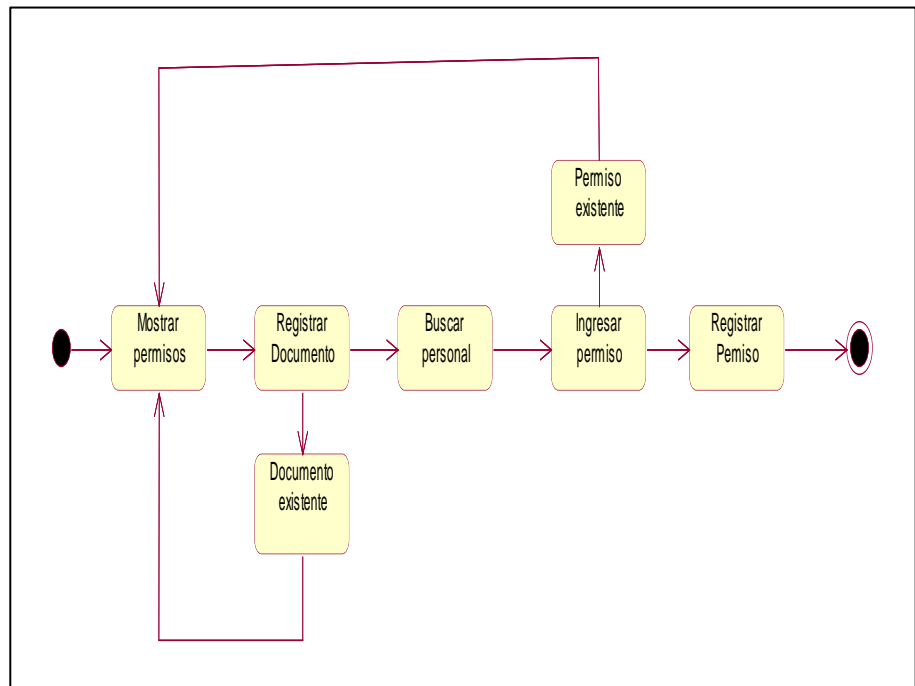 Permiso
existente
Mostrar
permisos
Registrar
Documento
Buscar
personal
Ingresar
permiso
Registrar
Pemiso
Documento
existente